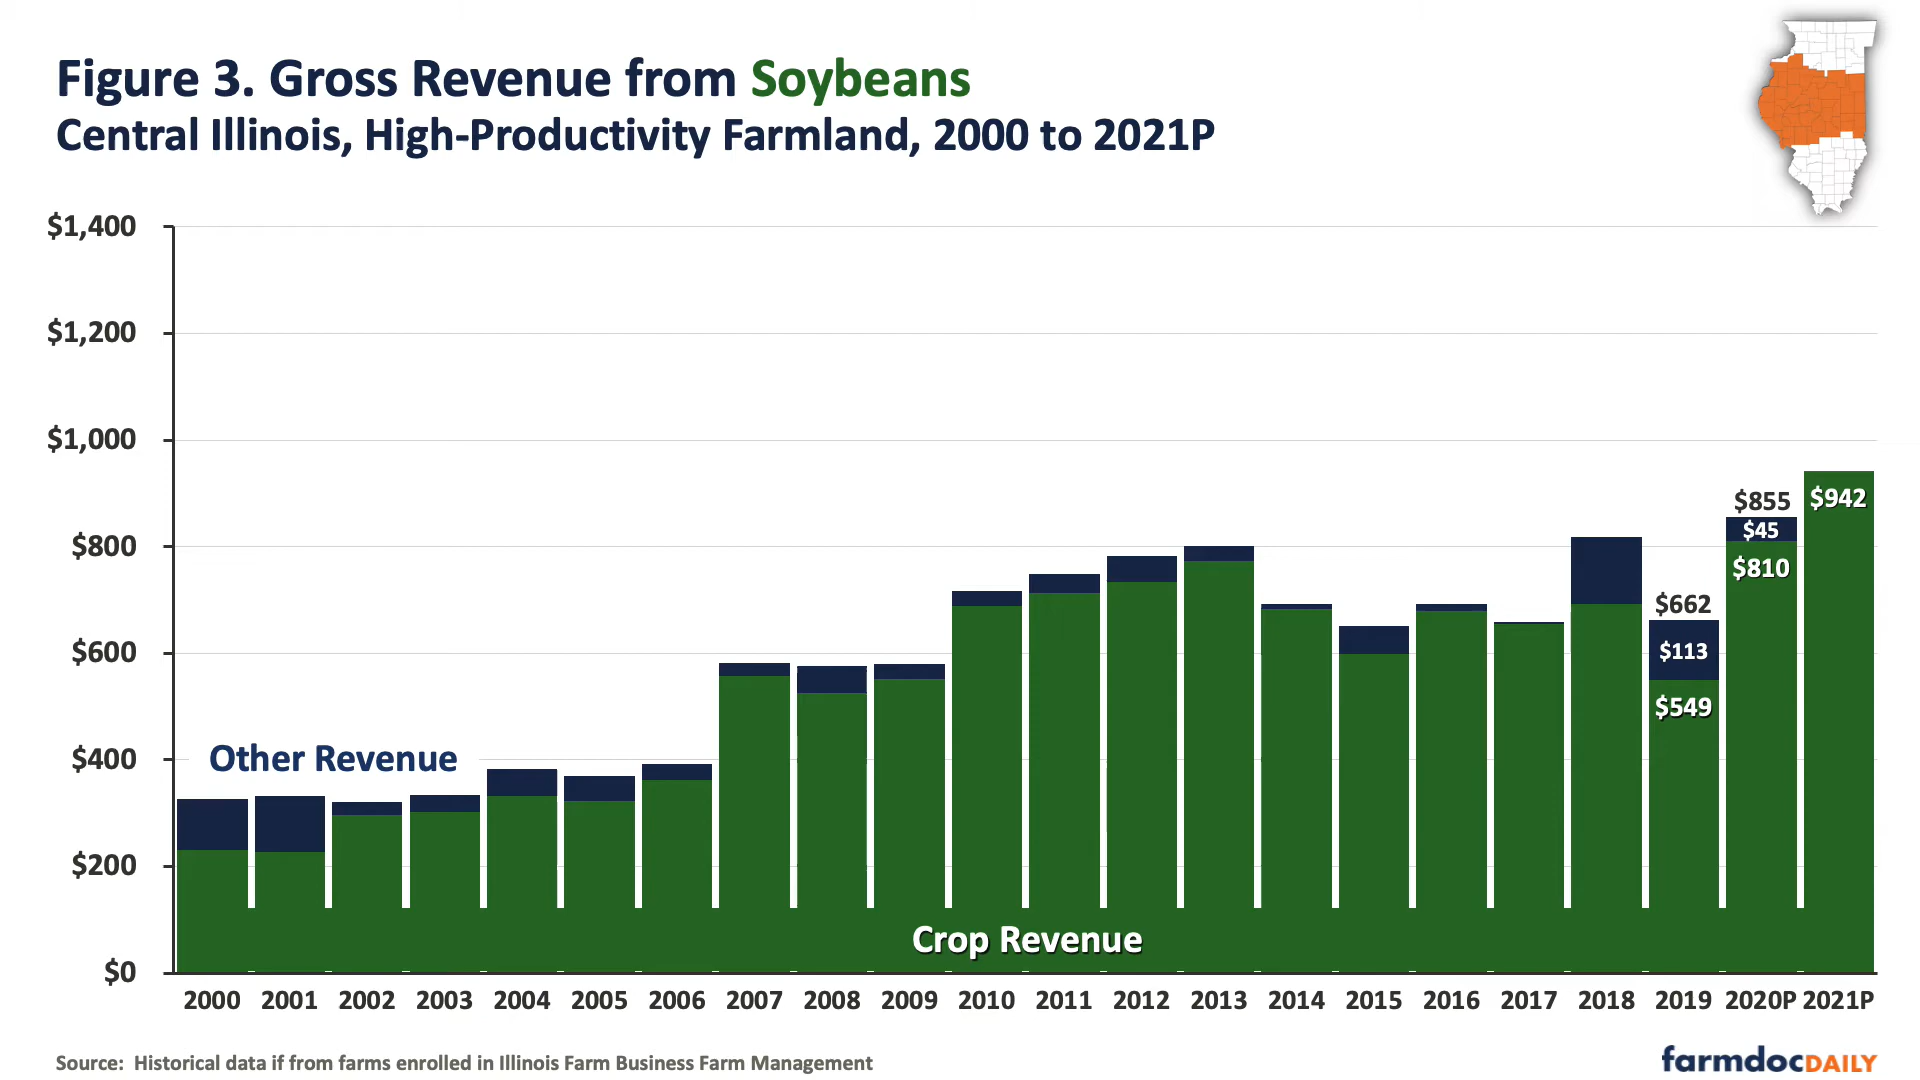 Figure 3. Gross Revenue from Soybeans
Central Illinois, High-Productivity Farmland, 2000 to 2021P
$1,400
$1,200
$1,000
$800
$600
$400
$200
$0
$855
$942
$45
$810
$662
$113
$549
Other Revenue
Crop Revenue
2000 2001 2002 2003 2004 2005 2006 2007 2008 2009 2010 2011 2012 2013 2014 2015 2016 2017 2018 2019 2020P 2021P
Source: Historical data if from farms enrolled in Illinois Farm Business Farm Management
farmdocDAILY